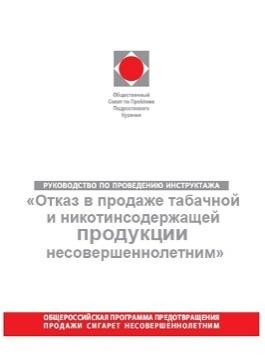 Общественный
Совет по Проблеме
Подросткового
Курения
РУКОВОДСТВО ПО ПРОВЕДЕНИЮ ИНСТРУКТАЖА
«Отказ в продаже табачной
и никотинсодержащей
продукции
несовершеннолетним»
ОБЩЕРОССИЙСКАЯ ПРОГРАММА ПРЕДОТВРАЩЕНИЯ
ПРОДАЖИ СИГАРЕТ НЕСОВЕРШЕННОЛЕТНИМ